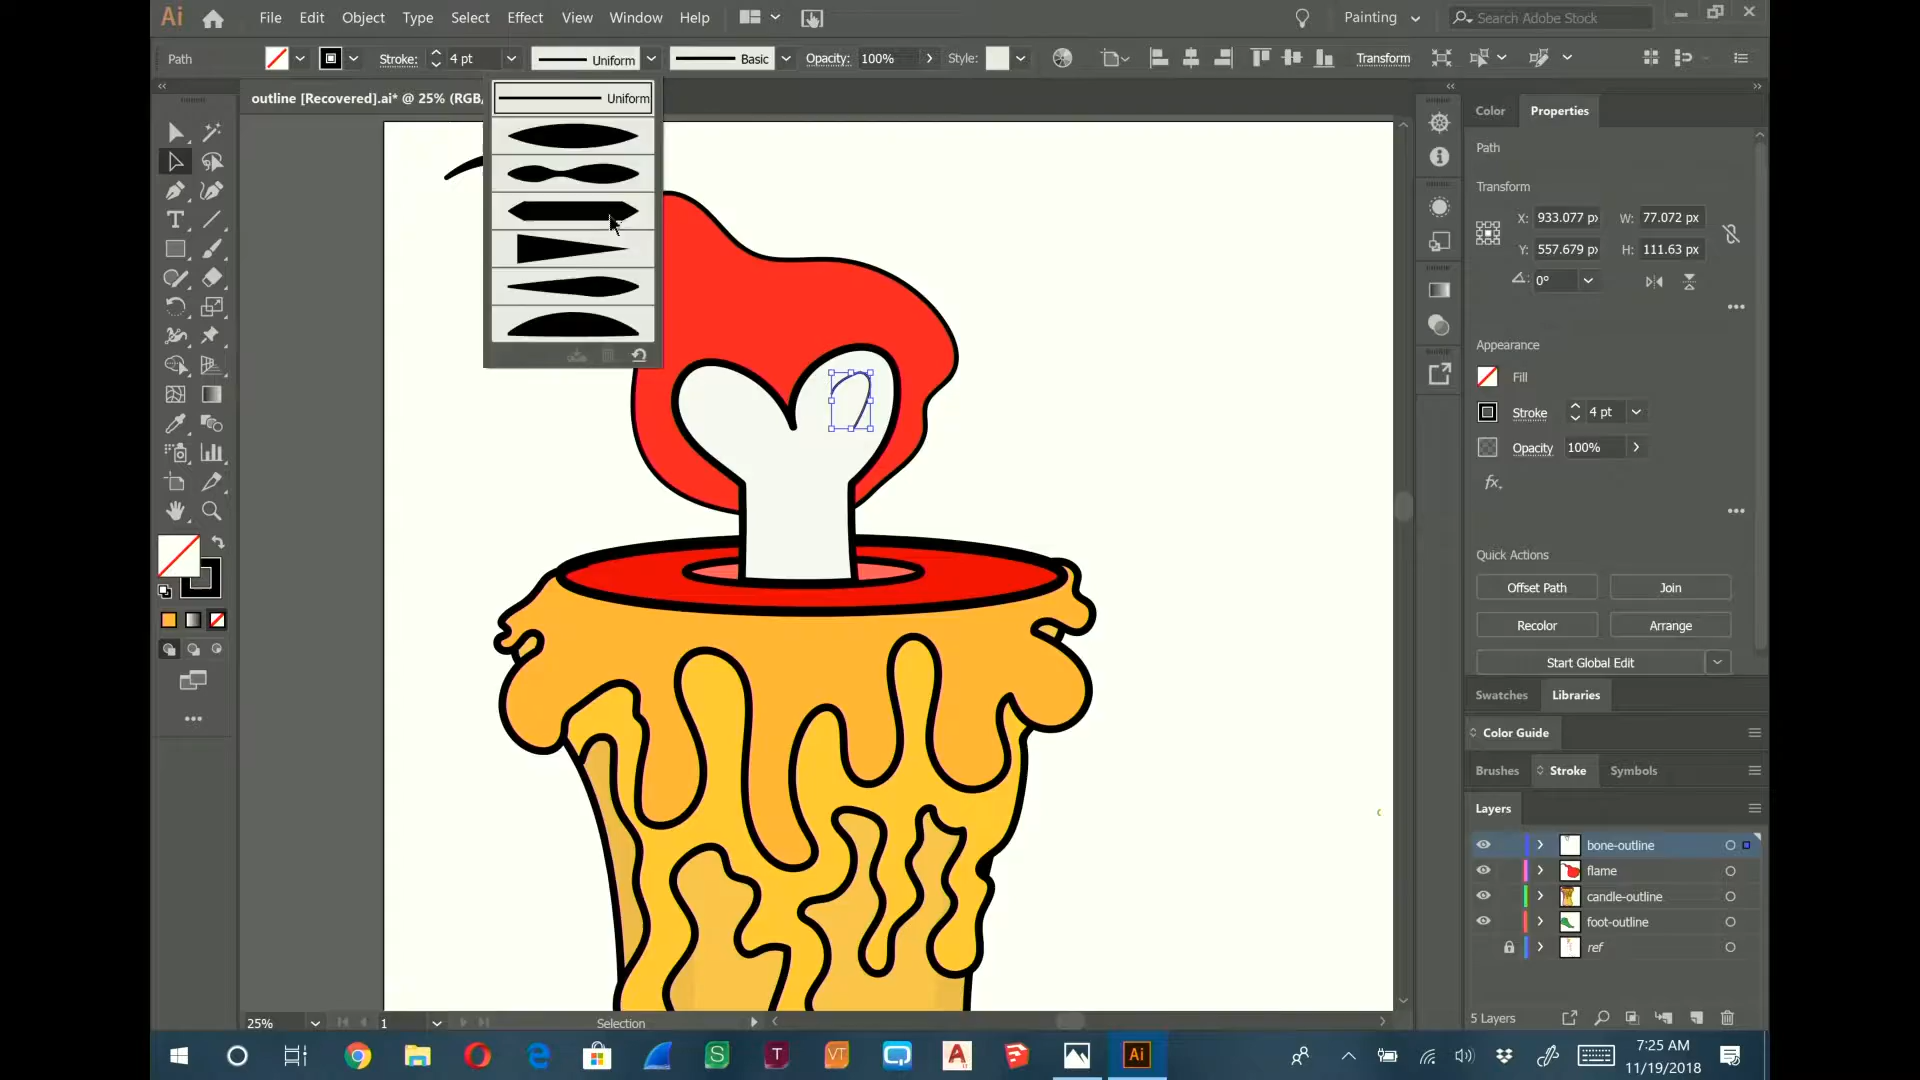 Ai File Edit Object Type Select Effect View Window Help Painting Search Adobe Stock
Path Stroke: 4 pt Uniform Basic Opacity: 100% Style: Transform
outline [Recovered].ai* @ 25% (RGB/
Uniform
Color Properties
Path
Transform
X: 933.077 p W: 77.072 px
Y: 557.679 p H: 111.63 px
0°
Appearance
Fill
Stroke 4 pt
Opacity 100%
fx
Quick Actions
Offset Path Join
Recolor Arrange
Start Global Edit
Swatches Libraries
Color Guide
Brushes Stroke Symbols
Layers
bone-outline
flame
candle-outline
foot-outline
ref
5 Layers
25% 1 Selection
S T VT A Ai
7:25 AM
11/19/2018